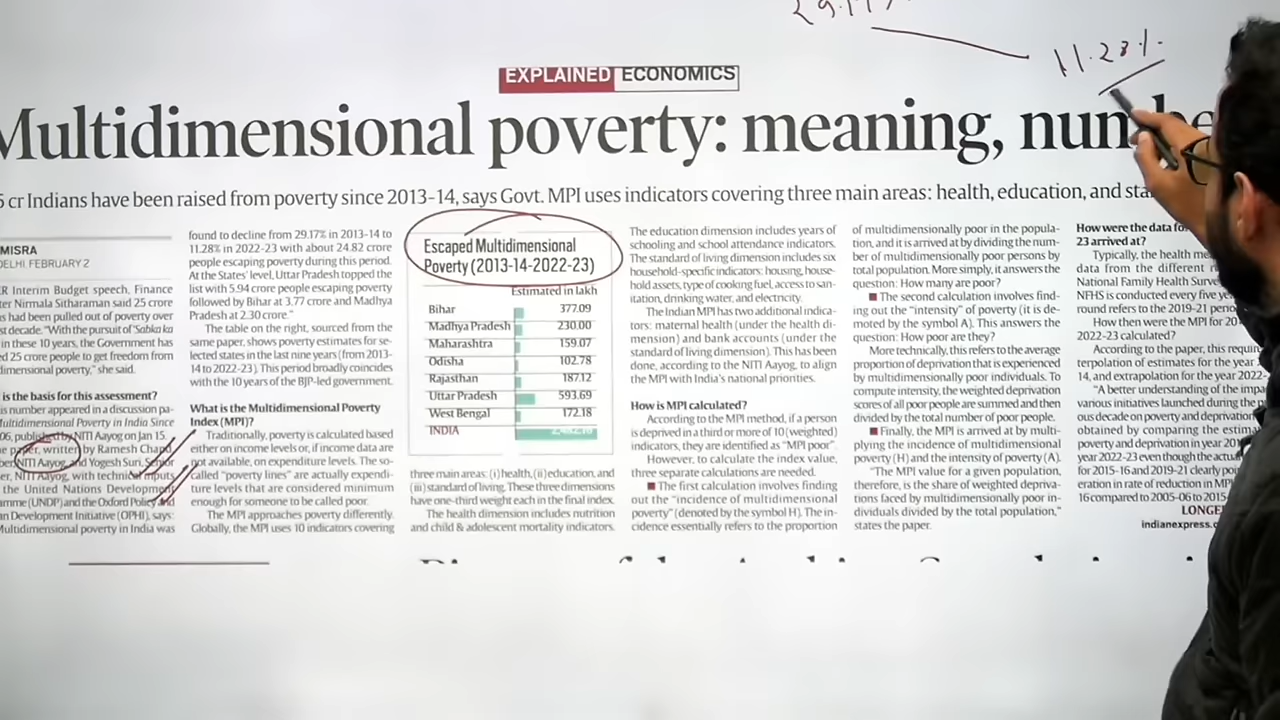 11.28%
EXPLAINED ECONOMICS
Multidimensional poverty: meaning,
cr Indians have been raised from poverty since 2013-14, says Govt. MPI uses indicators covering three main areas: health, education, and
MISRA
DELHI, FEBRUARY 2
Interim Budget speech, Finance
Nirmala Sitharaman said 25 crore
had been pulled out of poverty over
decade. "With the pursuit of 'Sabka ka
in these 10 years, the Government has
25 crore people to get freedom from
dimensional poverty," she said.
is the basis for this assessment?
number appeared in a discussion pa-
Multidimensional Poverty in India Since
06, published by NITI Aayog on Jan 15.
paper, written by Ramesh Chand,
NITI Aayog, and Yogesh Suri, Senior
NITI Aayog, with technical inputs
the United Nations Development
(UNDP) and the Oxford Policy and
Development Initiative (OPHI), says:
Multidimensional poverty in India was
found to decline from 29.17% in 2013-14 to
11.28% in 2022-23 with about 24.82 crore
people escaping poverty during this period.
At the States' level, Uttar Pradesh topped the
list with 5.94 crore people escaping poverty
followed by Bihar at 3.77 crore and Madhya
Pradesh at 2.30 crore."
The table on the right, sourced from the
same paper, shows poverty estimates for se-
lected states in the last nine years (from 2013-
14 to 2022-23). This period broadly coincides
with the 10 years of the BJP-led government.
What is the Multidimensional Poverty
Index (MPI)?
Traditionally, poverty is calculated based
either on income levels or, if income data are
not available, on expenditure levels. The so-
called "poverty lines" are actually expendi-
ture levels that are considered minimum
enough for someone to be called poor.
The MPI approaches poverty differently.
Globally, the MPI uses 10 indicators covering
Escaped Multidimensional
Poverty (2013-14-2022-23)
Estimated in lakh
Bihar 377.09
Madhya Pradesh 230.00
Maharashtra 159.07
Odisha 102.78
Rajasthan 187.12
Uttar Pradesh 593.69
West Bengal 172.18
INDIA
three main areas: (i) health, (ii) education, and
(iii) standard of living. These three dimensions
have one-third weight each in the final index.
The health dimension includes nutrition
and child & adolescent mortality indicators.
The education dimension includes years of
schooling and school attendance indicators.
The standard of living dimension includes six
household-specific indicators: housing, house-
hold assets, type of cooking fuel, access to san-
itation, drinking water, and electricity.
The Indian MPI has two additional indica-
tors: maternal health (under the health di-
mension) and bank accounts (under the
standard of living dimension). This has been
done, according to the NITI Aayog, to align
the MPI with India's national priorities.
How is MPI calculated?
According to the MPI method, if a person
is deprived in a third or more of 10 (weighted)
indicators, they are identified as "MPI poor".
However, to calculate the index value,
three separate calculations are needed.
■ The first calculation involves finding
out the "incidence of multidimensional
poverty" (denoted by the symbol H). The in-
cidence essentially refers to the proportion
of multidimensionally poor in the popula-
tion, and it is arrived at by dividing the num-
ber of multidimensionally poor persons by
total population. More simply, it answers the
question: How many are poor?
■ The second calculation involves find-
ing out the "intensity" of poverty (it is de-
moted by the symbol A). This answers the
question: How poor are they?
More technically, this refers to the average
proportion of deprivation that is experienced
by multidimensionally poor individuals. To
compute intensity, the weighted deprivation
scores of all poor people are summed and then
divided by the total number of poor people.
■ Finally, the MPI is arrived at by multi-
plying the incidence of multidimensional
poverty (H) and the intensity of poverty (A).
"The MPI value for a given population,
therefore, is the share of weighted depriva-
tions faced by multidimensionally poor in-
dividuals divided by the total population,"
states the paper.
How were the data
23 arrived at?
Typically, the health
data from the different
National Family Health
NFHS is conducted every five
round refers to the 2019-21
How then were the MPI for
2022-23 calculated?
According to the paper, this
terpolation of estimates for the year
14, and extrapolation for the year 2022-
"A better understanding of the
various initiatives launched during the
ous decade on poverty and
obtained by comparing the
poverty and deprivation in year
year 2022-23 even though the
for 2015-16 and 2019-21 clearly
eration in rate of reduction in
16 compared to 2005-06 to 2015-
indianexpress.